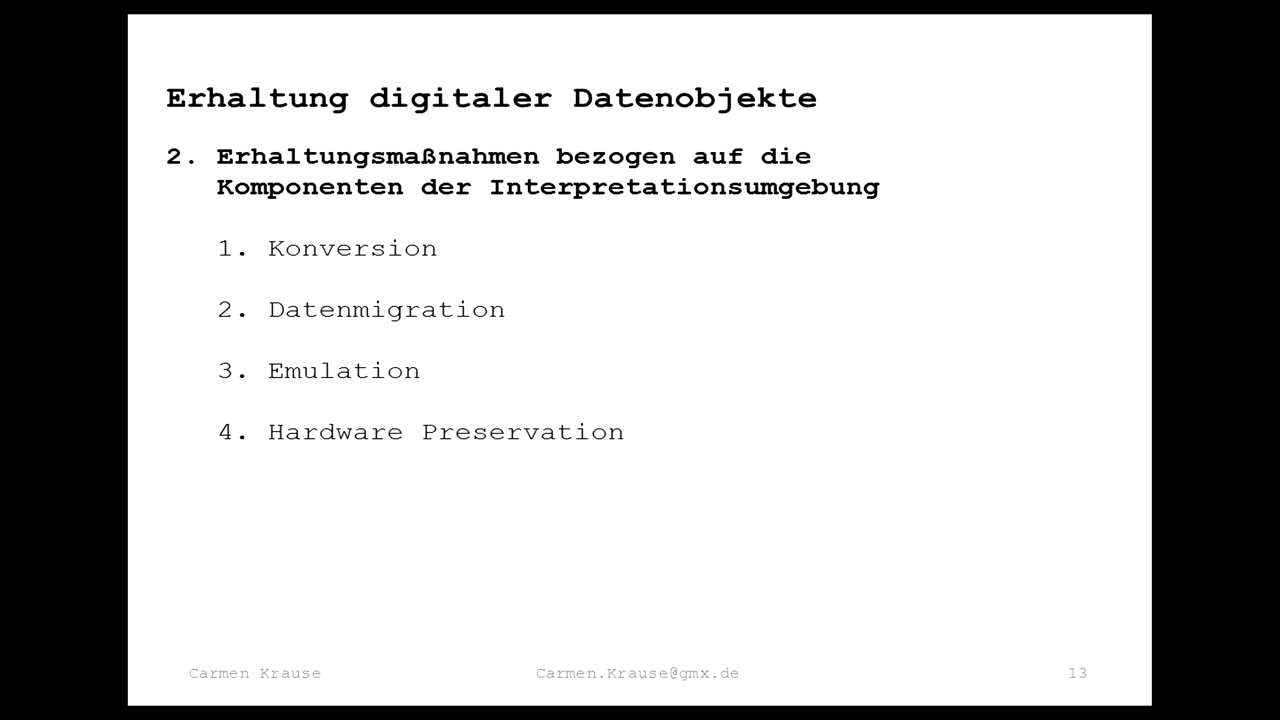 Erhaltung digitaler Datenobjekte
2. Erhaltungsmaßnahmen bezogen auf die
Komponenten der Interpretationsumgebung
1. Konversion
2. Datenmigration
3. Emulation
4. Hardware Preservation
Carmen Krause Carmen.Krause@gmx.de 13